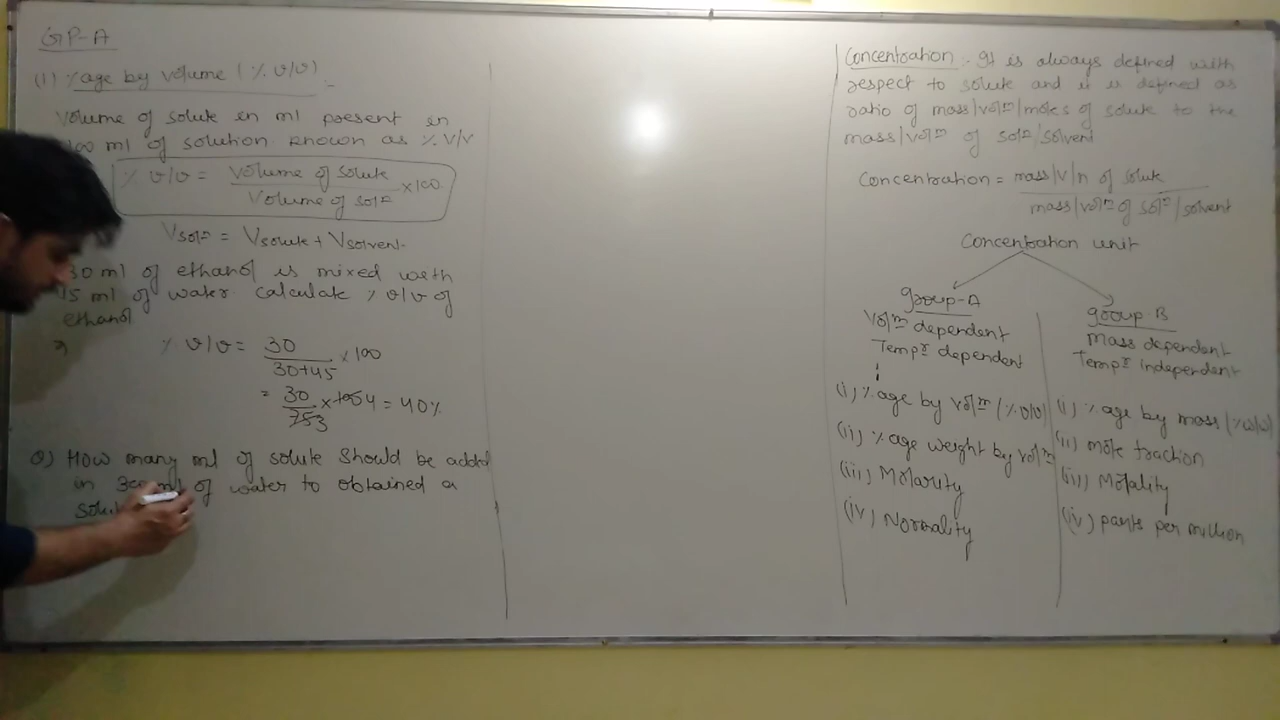 GP-A
(1) %age by volume (% v/v) :-
Volume of solute in ml present in
100 ml of solution known as % v/v
% v/v = Volume of solute
Volume of solⁿ ×100
Vsolⁿ = Vsolute + Vsolvent.
30 ml of ethanol is mixed with
45 ml of water calculate % v/v of
ethanol
% v/v = 30
30+45 × 100
= 30
75 3 × 100 4 = 40%
Q) How many ml of solute should be added
in 300 ml of water to obtained a
Concentration :- It is always defined with
respect to solute and it is defined as
ratio of mass/volᵐ/moles of solute to the
mass/volᵐ of solⁿ/solvent
Concentration = mass/v/n of solute
mass/volᵐ of solⁿ/solvent
Concentration unit
group-A
Volᵐ dependent
Tempʳ dependent
(i) %age by volᵐ (% v/v)
(ii) %age weight by volᵐ
(iii) Molarity
(iv) Normality
group-B
Mass dependent
Tempʳ independent
(i) %age by mass (% w/w)
(ii) mole fraction
(iii) Molality
(iv) parts per million